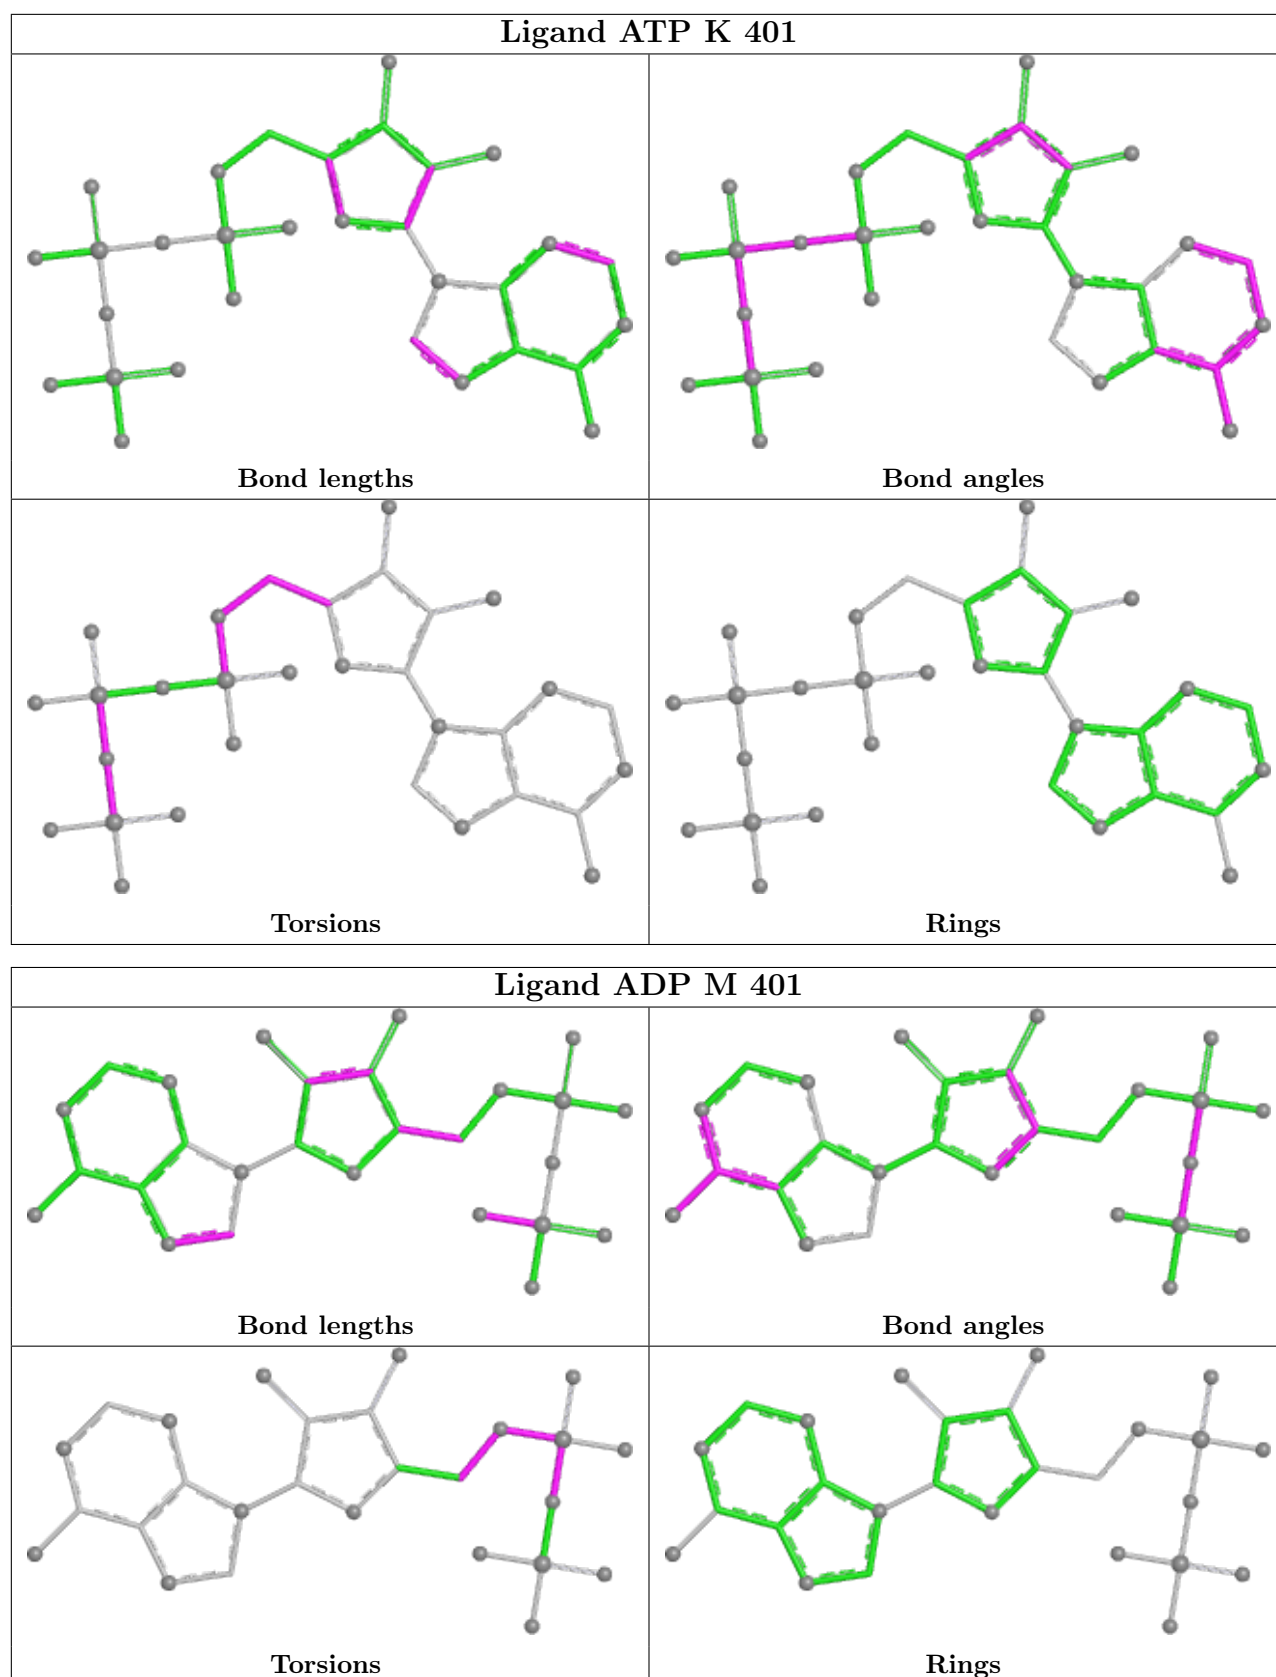 Ligand ATP K 401
Bond lengths
Bond angles
Torsions
Rings
Ligand ADP M 401
Bond lengths
Bond angles
Torsions
Rings